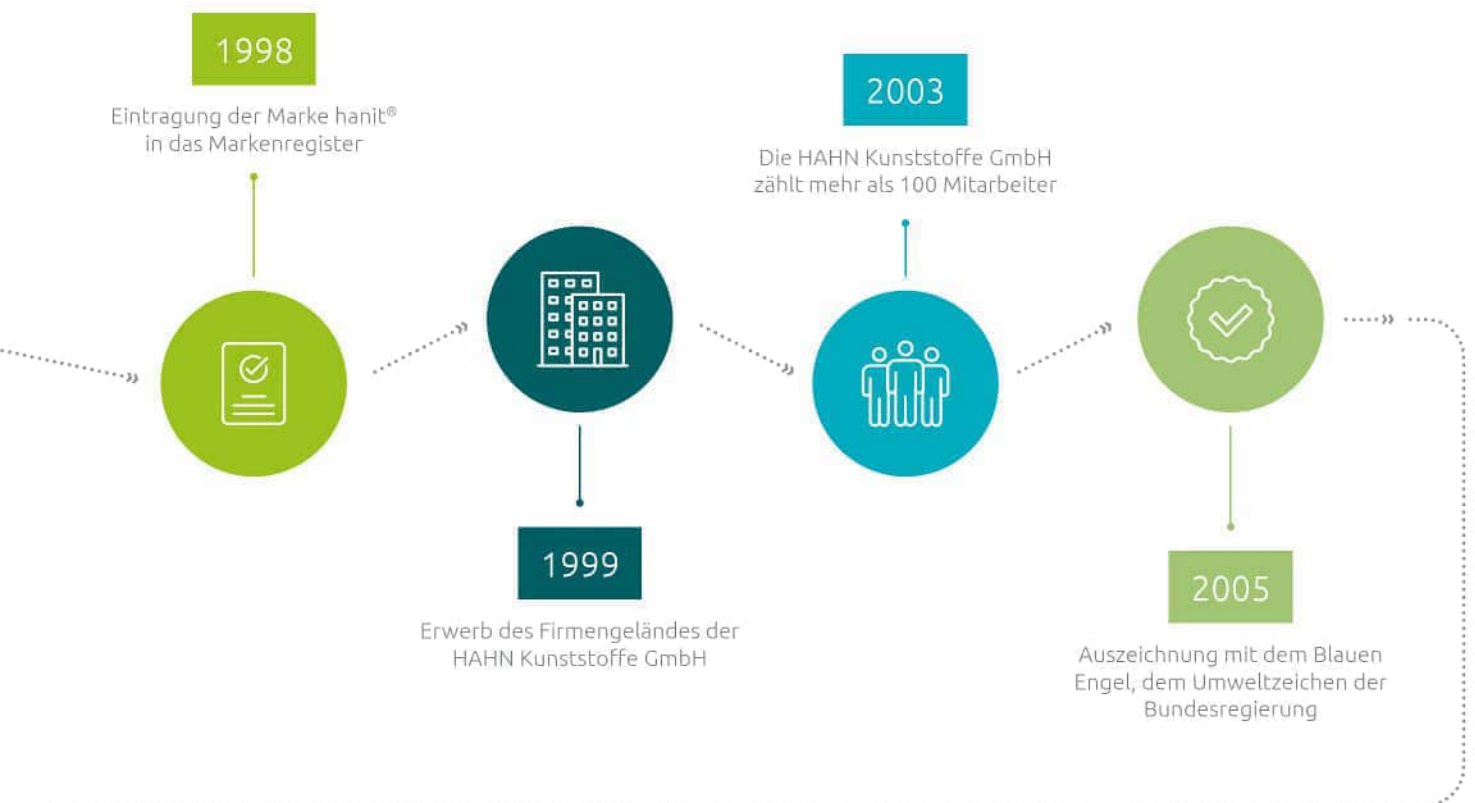 1998
Eintragung der Marke hanit®
in das Markenregister
1999
Erwerb des Firmengeländes der
HAHN Kunststoffe GmbH
2003
Die HAHN Kunststoffe GmbH
zählt mehr als 100 Mitarbeiter
2005
Auszeichnung mit dem Blauen
Engel, dem Umweltzeichen der
Bundesregierung